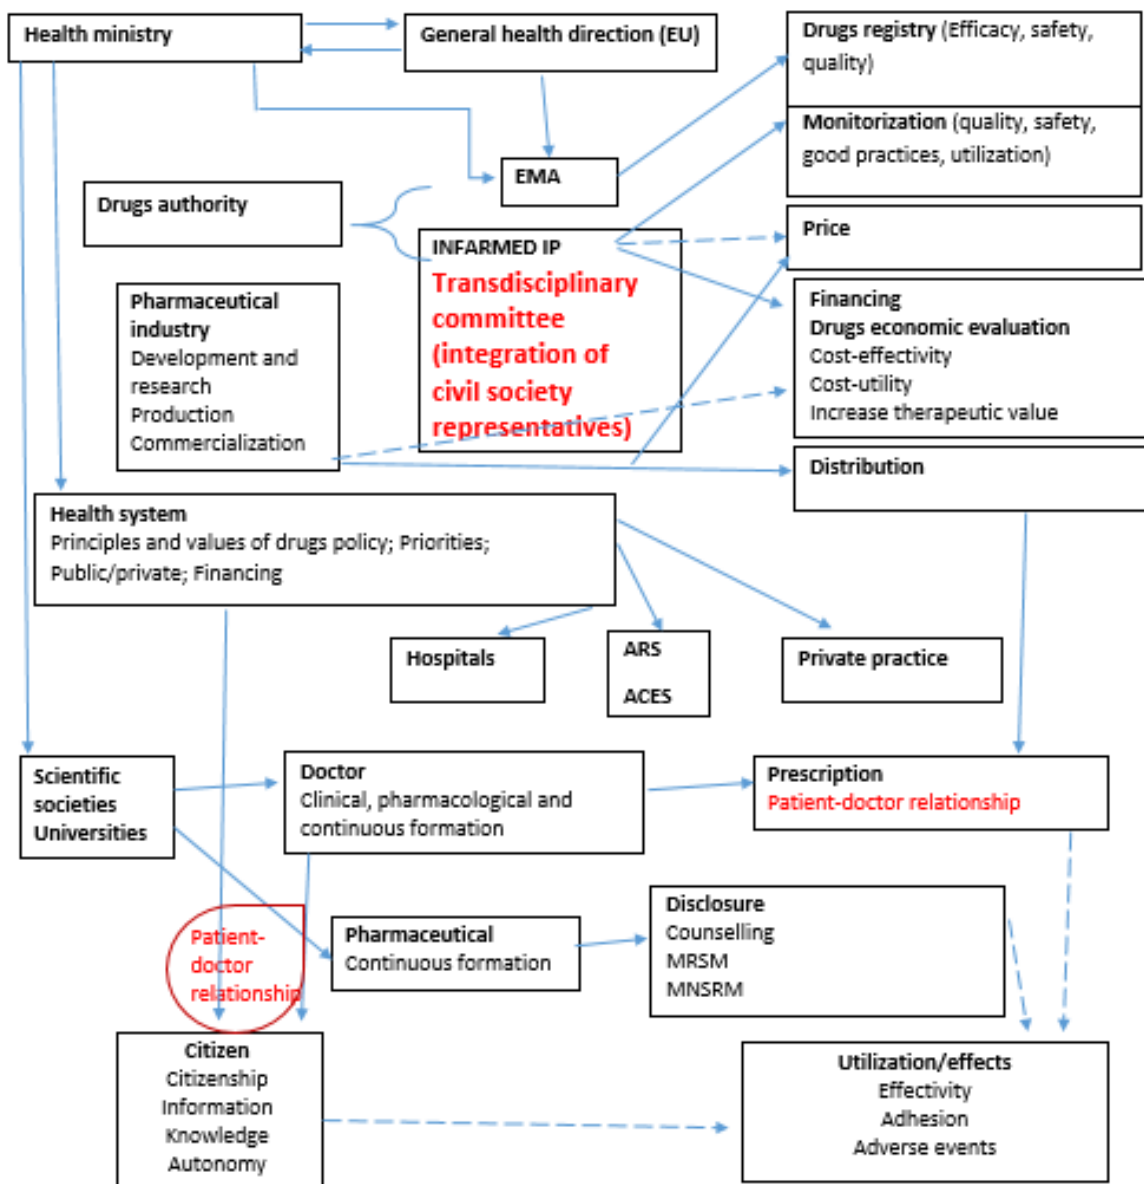 Health ministry
General health direction (EU)
Drugs registry (Efficacy, safety,
quality)
Monitorization (quality, safety,
good practices, utilization)
EMA
Drugs authority
Price
INFARMED IP
Transdisciplinary
committee
(integration of
civil society
representatives)
Pharmaceutical
industry
Development and
research
Production
Commercialization
Financing
Drugs economic evaluation
Cost-effectivity
Cost-utility
Increase therapeutic value
Distribution
Health system
Principles and values of drugs policy; Priorities;
Public/private; Financing
Hospitals
ARS
ACES
Private practice
Scientific
societies
Universities
Doctor
Clinical, pharmacological and
continuous formation
Prescription
Patient-doctor relationship
Patient-
doctor
relationship
Pharmaceutical
Continuous formation
Disclosure
Counselling
MRSM
MNSRM
Citizen
Citizenship
Information
Knowledge
Autonomy
Utilization/effects
Effectivity
Adhesion
Adverse events